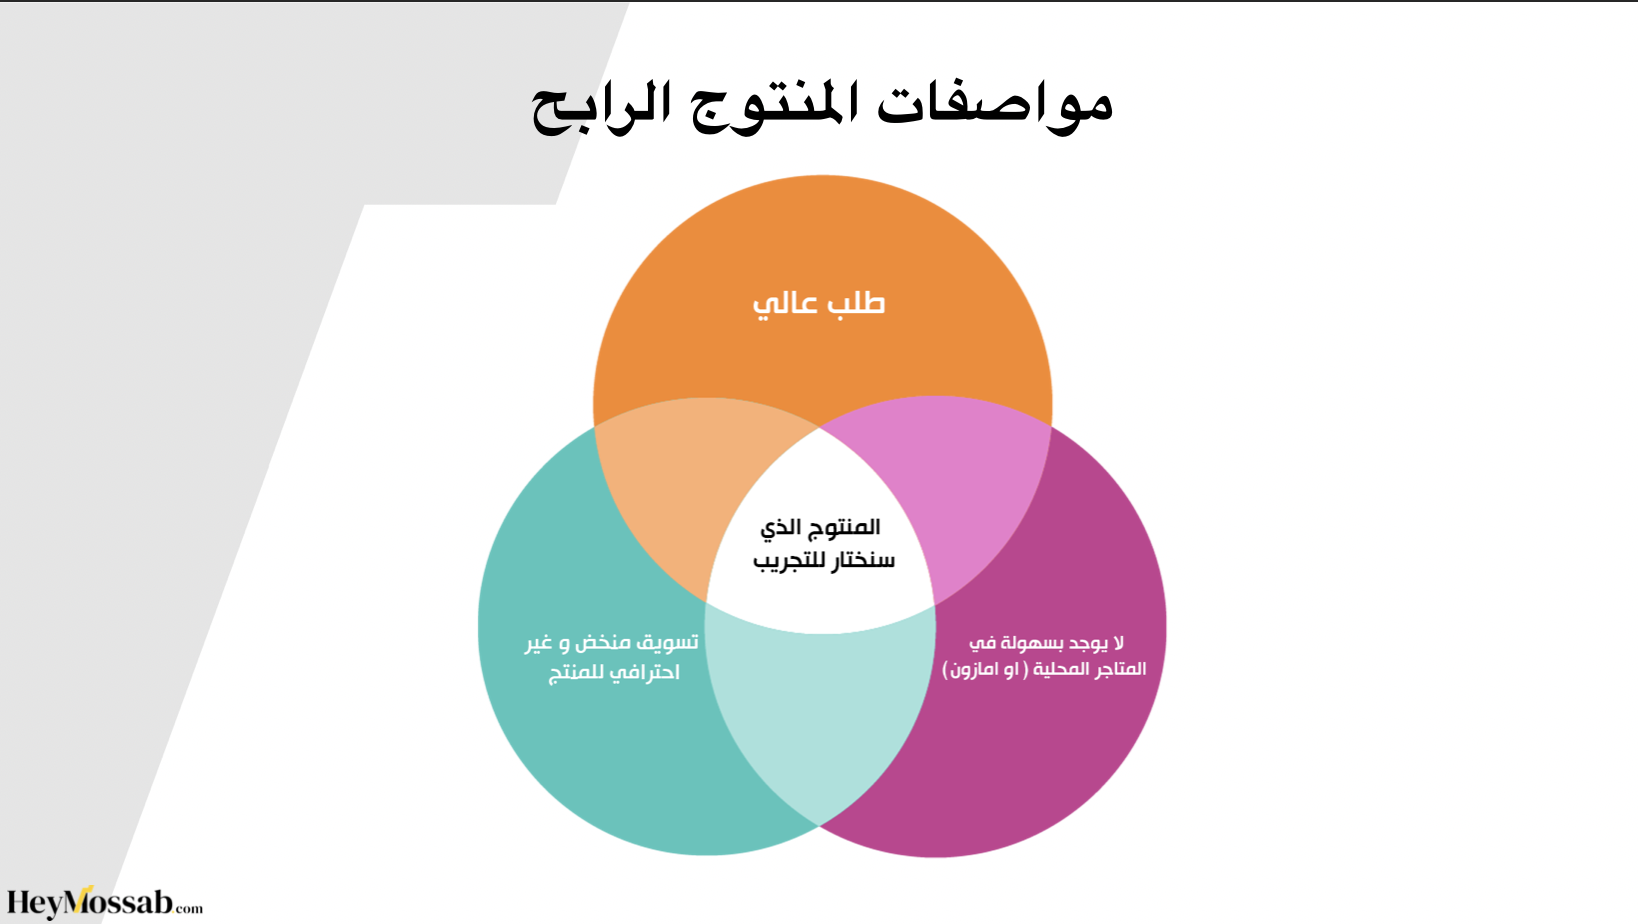 مواصفات المنتوج الرابح
طلب عالي
المنتوج الذي
سنختار للتجريب
لا يوجد بسهولة في
المتاجر المحلية ( او امازون )
تسويق منخض و غير
احترافي للمنتج
HeyMossab.com